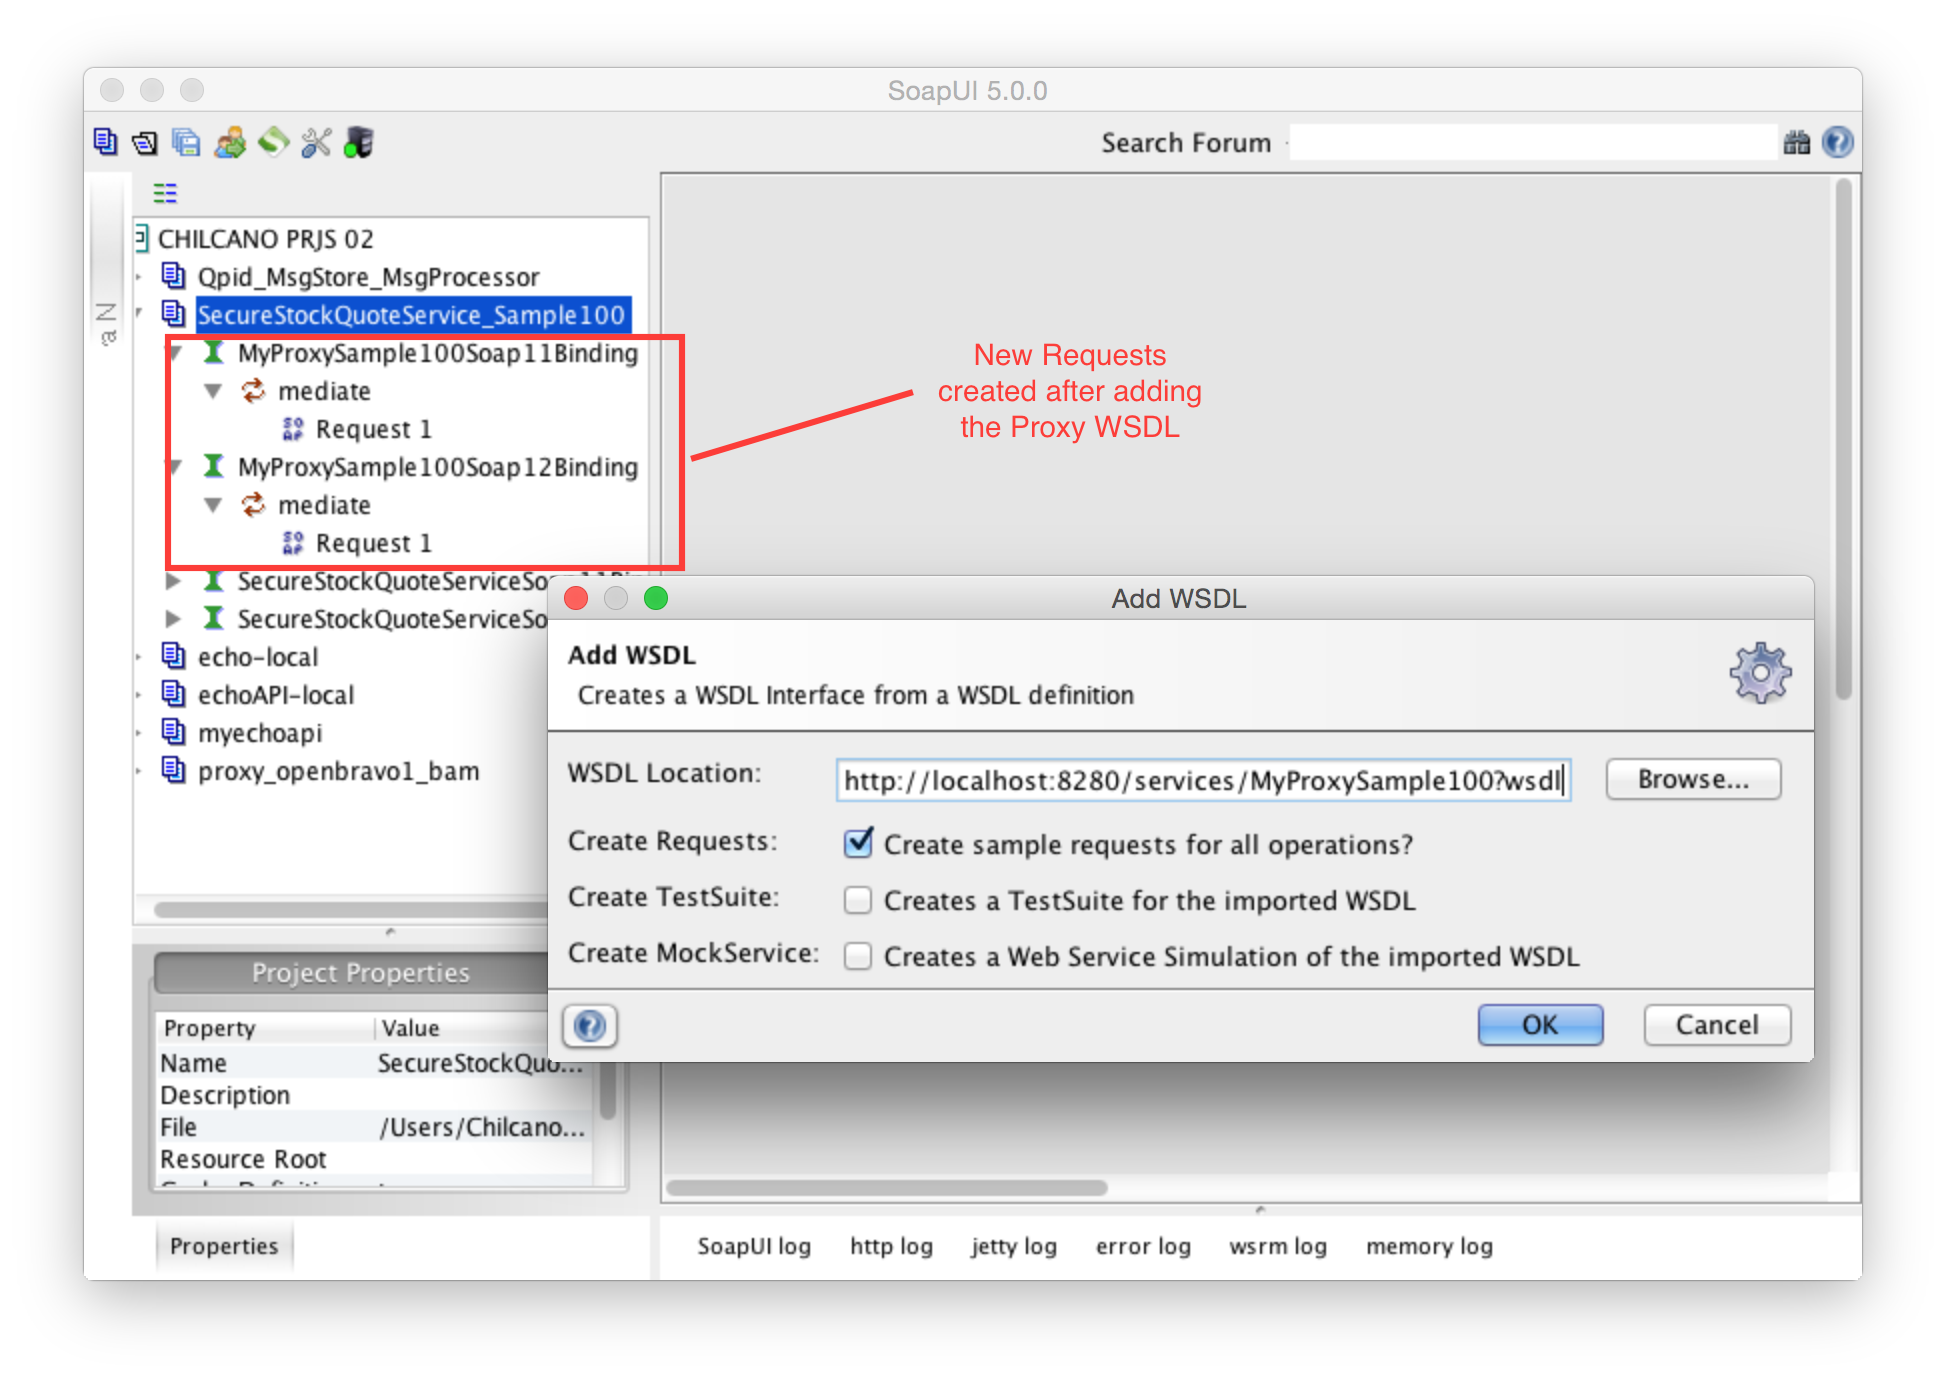 SoapUI 5.0.0
Search Forum
CHILCANO PRJS 02
Qpid_MsgStore_MsgProcessor
SecureStockQuoteService_Sample100
MyProxySample100Soap11Binding
mediate
Request 1
MyProxySample100Soap12Binding
mediate
Request 1
SecureStockQuoteServiceSo
SecureStockQuoteServiceSo
echo-local
echoAPI-local
myechoapi
proxy_openbravo1_bam
New Requests
created after adding
the Proxy WSDL
Add WSDL
Add WSDL
Creates a WSDL Interface from a WSDL definition
WSDL Location: http://localhost:8280/services/MyProxySample100?wsdl Browse...
Create Requests: Create sample requests for all operations?
Create TestSuite: Creates a TestSuite for the imported WSDL
Create MockService: Creates a Web Service Simulation of the imported WSDL
OK Cancel
Project Properties
Property Value
Name SecureStockQuo...
Description
File /Users/Chilcano...
Resource Root
Properties
SoapUI log http log jetty log error log wsrm log memory log